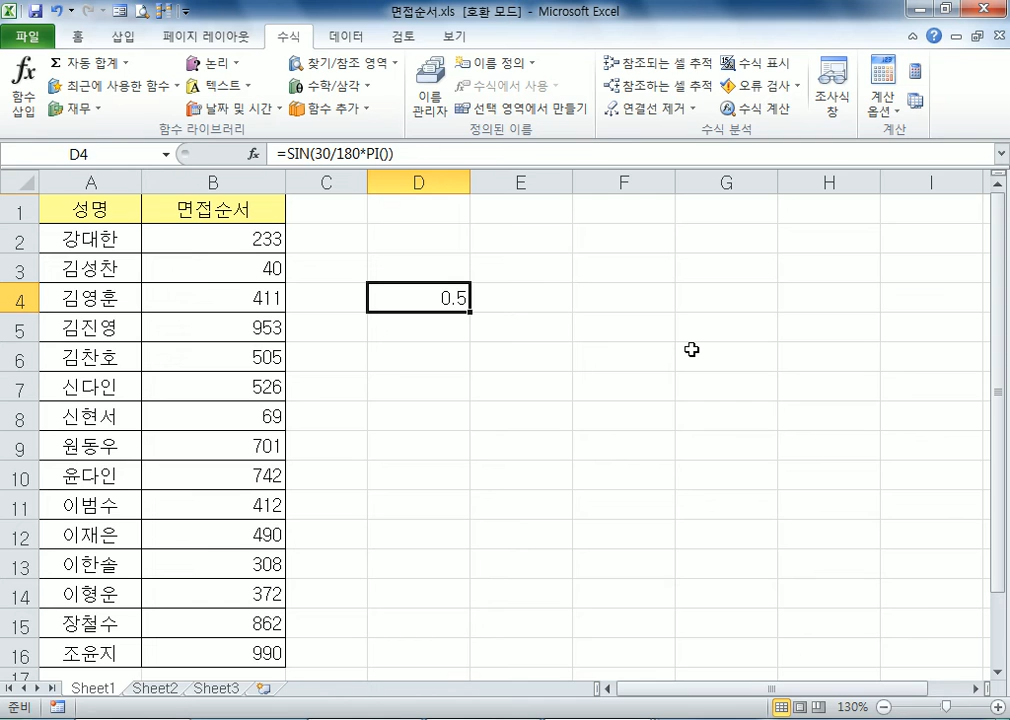 면접순서.xls [호환 모드] - Microsoft Excel
파일 홈 삽입 페이지 레이아웃 수식 데이터 검토 보기
fx 함수 삽입
Σ 자동 합계
최근에 사용한 함수
재무
논리
텍스트
날짜 및 시간
찾기/참조 영역
수학/삼각
함수 추가
함수 라이브러리
이름 관리자
이름 정의
수식에서 사용
선택 영역에서 만들기
정의된 이름
참조되는 셀 추적
참조하는 셀 추적
연결선 제거
수식 표시
오류 검사
수식 계산
조사식 창
수식 분석
계산 옵션
계산
D4 fx =SIN(30/180*PI())
A B C D E F G H I
1 성명 면접순서
2 강대한 233
3 김성찬 40
4 김영훈 411 0.5
5 김진영 953
6 김찬호 505
7 신다인 526
8 신현서 69
9 원동우 701
10 윤다인 742
11 이범수 412
12 이재은 490
13 이한솔 308
14 이형운 372
15 장철수 862
16 조윤지 990
17
Sheet1 Sheet2 Sheet3
준비 130%